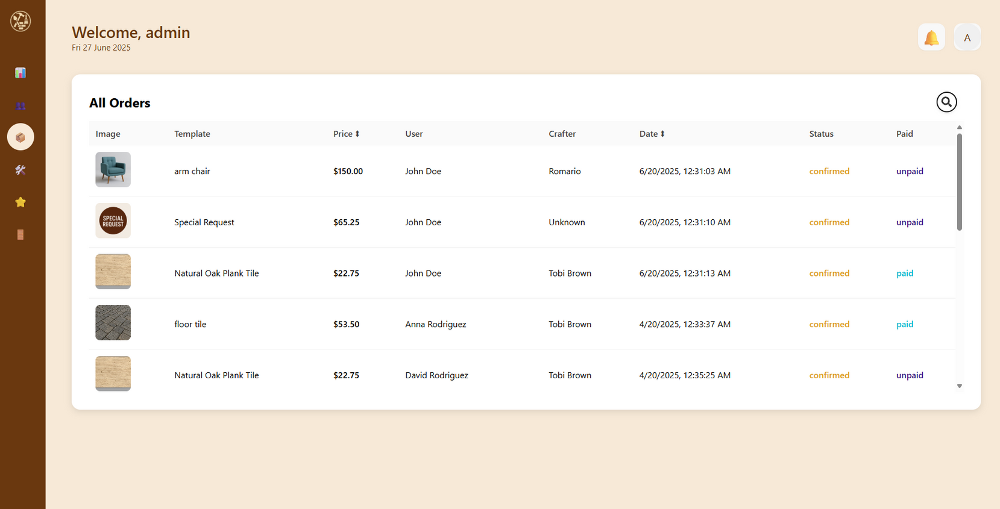 Welcome, admin
Fri 27 June 2025
A
All Orders
Image Template Price User Crafter Date Status Paid
arm chair $150.00 John Doe Romario 6/20/2025, 12:31:03 AM confirmed unpaid
SPECIAL
REQUEST
Special Request $65.25 John Doe Unknown 6/20/2025, 12:31:10 AM confirmed unpaid
Natural Oak Plank Tile $22.75 John Doe Tobi Brown 6/20/2025, 12:31:13 AM confirmed paid
floor tile $53.50 Anna Rodriguez Tobi Brown 4/20/2025, 12:33:37 AM confirmed paid
Natural Oak Plank Tile $22.75 David Rodriguez Tobi Brown 4/20/2025, 12:35:25 AM confirmed unpaid